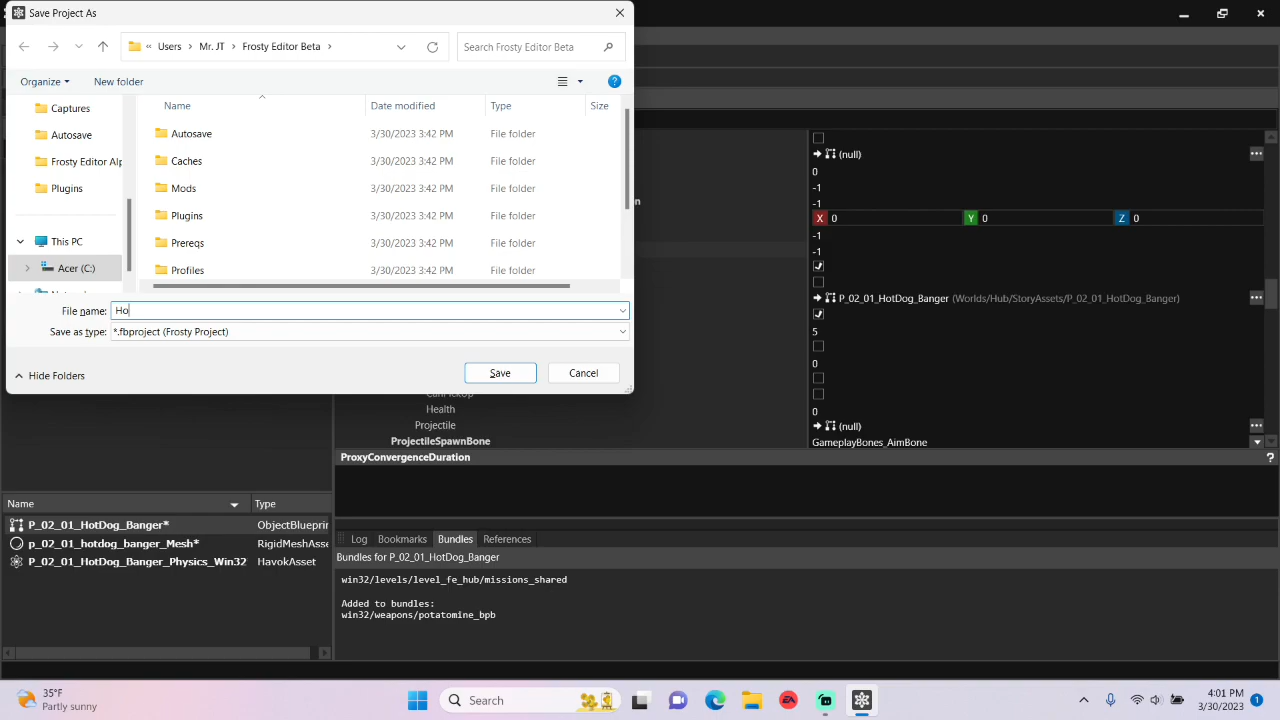 Save Project As
« Users > Mr. JT > Frosty Editor Beta >
Search Frosty Editor Beta
Organize
New folder
Name
Date modified
Type
Size
Captures
Autosave
Frosty Editor Alp
Plugins
This PC
Acer (C:)
Autosave 3/30/2023 3:42 PM File folder
Caches 3/30/2023 3:42 PM File folder
Mods 3/30/2023 3:42 PM File folder
Plugins 3/30/2023 3:42 PM File folder
Prereqs 3/30/2023 3:42 PM File folder
Profiles 3/30/2023 3:42 PM File folder
File name: Ho
Save as type: *.fbproject (Frosty Project)
Hide Folders
Save
Cancel
(null)
0
-1
-1
X 0 Y 0 Z 0
-1
-1
P_02_01_HotDog_Banger (Worlds/Hub/StoryAssets/P_02_01_HotDog_Banger)
5
0
0
(null)
GameplayBones_AimBone
CanPickup
Health
Projectile
ProjectileSpawnBone
ProxyConvergenceDuration
?
Name Type
P_02_01_HotDog_Banger* ObjectBlueprin
P_02_01_hotdog_banger_Mesh* RigidMeshAsse
P_02_01_HotDog_Banger_Physics_Win32 HavokAsset
Log Bookmarks Bundles References
Bundles for P_02_01_HotDog_Banger
win32/levels/level_fe_hub/missions_shared
Added to bundles:
win32/weapons/potatomine_bpb
35°F
Partly sunny
Search
EA
4:01 PM
3/30/2023
1